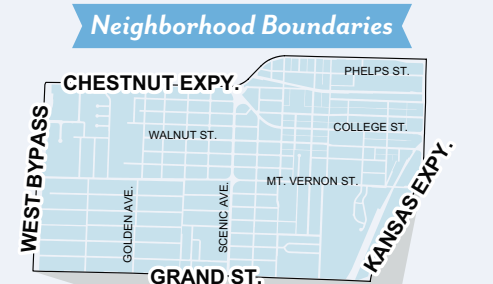 Neighborhood Boundaries
PHELPS ST.
CHESTNUT EXPY.
WALNUT ST.
COLLEGE ST.
WEST BYPASS
MT. VERNON ST.
GOLDEN AVE.
SCENIC AVE.
KANSAS EXPY.
GRAND ST.